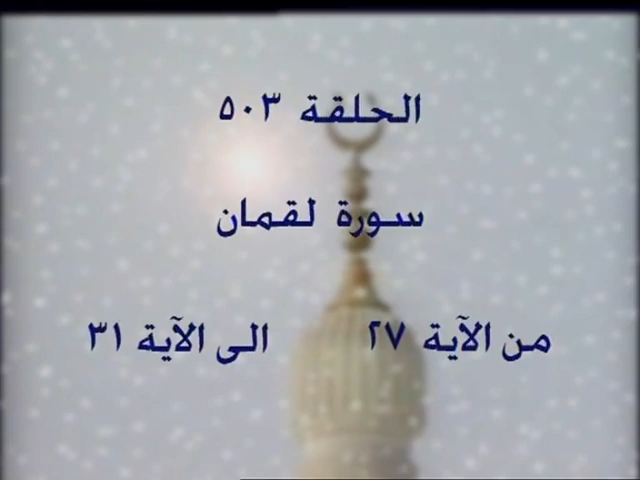 الحلقة ٥٠٣
سورة لقمان
من الآية ٢٧ الى الآية ٣١